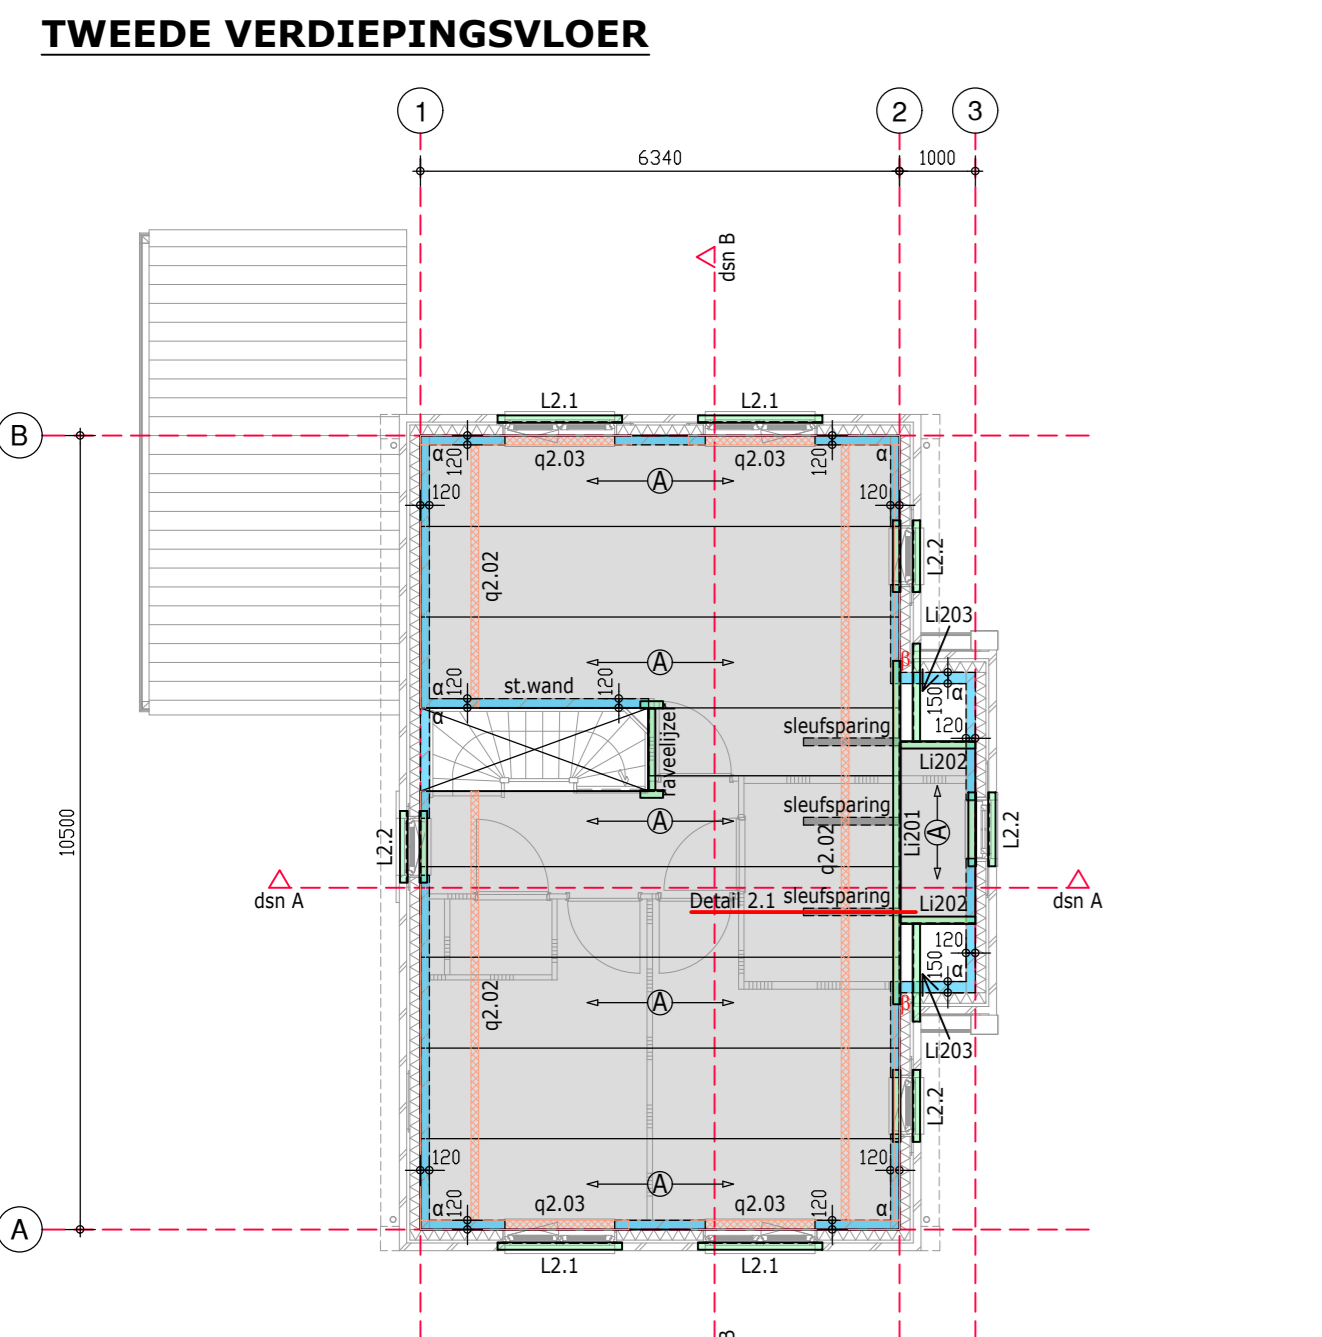 TWEEDE VERDIEPINGSVLOER
1 2 3
6340 1000
dsn B
L2.1 L2.1
B
α 120 q2.03 q2.03 120 α
A
120 120
q2.02
L2.2
Li203
β
A
α 120 st.wand 120
α
150 α
raveelijzer
sleufsparing 120
Li202
sleufsparing
A
q2.02
Li201
A
L2.2
L2.2
10500
dsn A dsn A
Detail 2.1 sleufsparing Li202
120
150 α
q2.02
A
β
Li203
L2.2
120 120
A
α 120 q2.03 q2.03 120 α
A
L2.1 L2.1
B